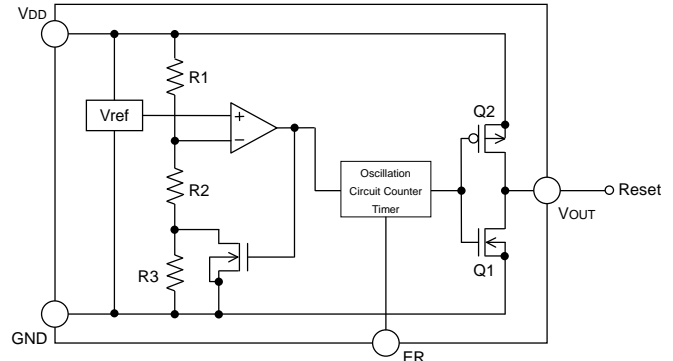 VDD
R1
Q2
Vref
+
−
Oscillation
Circuit Counter
Timer
R2
Reset
VOUT
R3
Q1
GND
ER